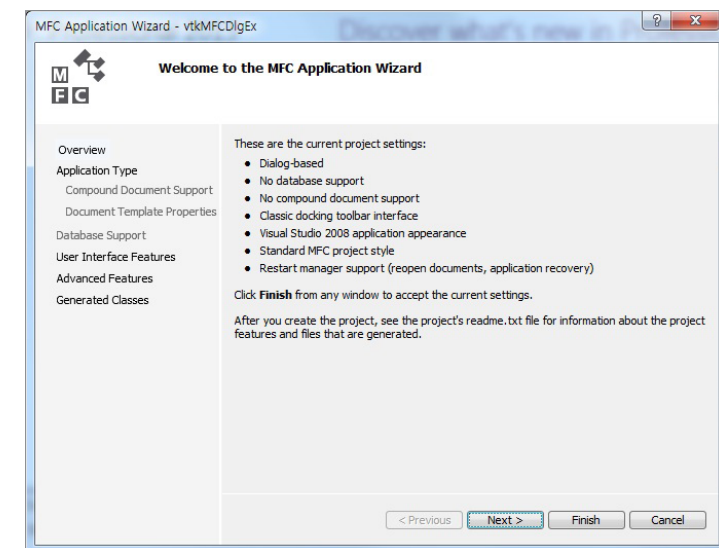 MFC Application Wizard - vtkMFCDlgEx
Discover what's new in
?
X
M
F C
Welcome to the MFC Application Wizard
Overview
Application Type
Compound Document Support
Document Template Properties
Database Support
User Interface Features
Advanced Features
Generated Classes
These are the current project settings:
• Dialog-based
• No database support
• No compound document support
• Classic docking toolbar interface
• Visual Studio 2008 application appearance
• Standard MFC project style
• Restart manager support (reopen documents, application recovery)
Click Finish from any window to accept the current settings.
After you create the project, see the project's readme.txt file for information about the project
features and files that are generated.
< Previous Next > Finish Cancel